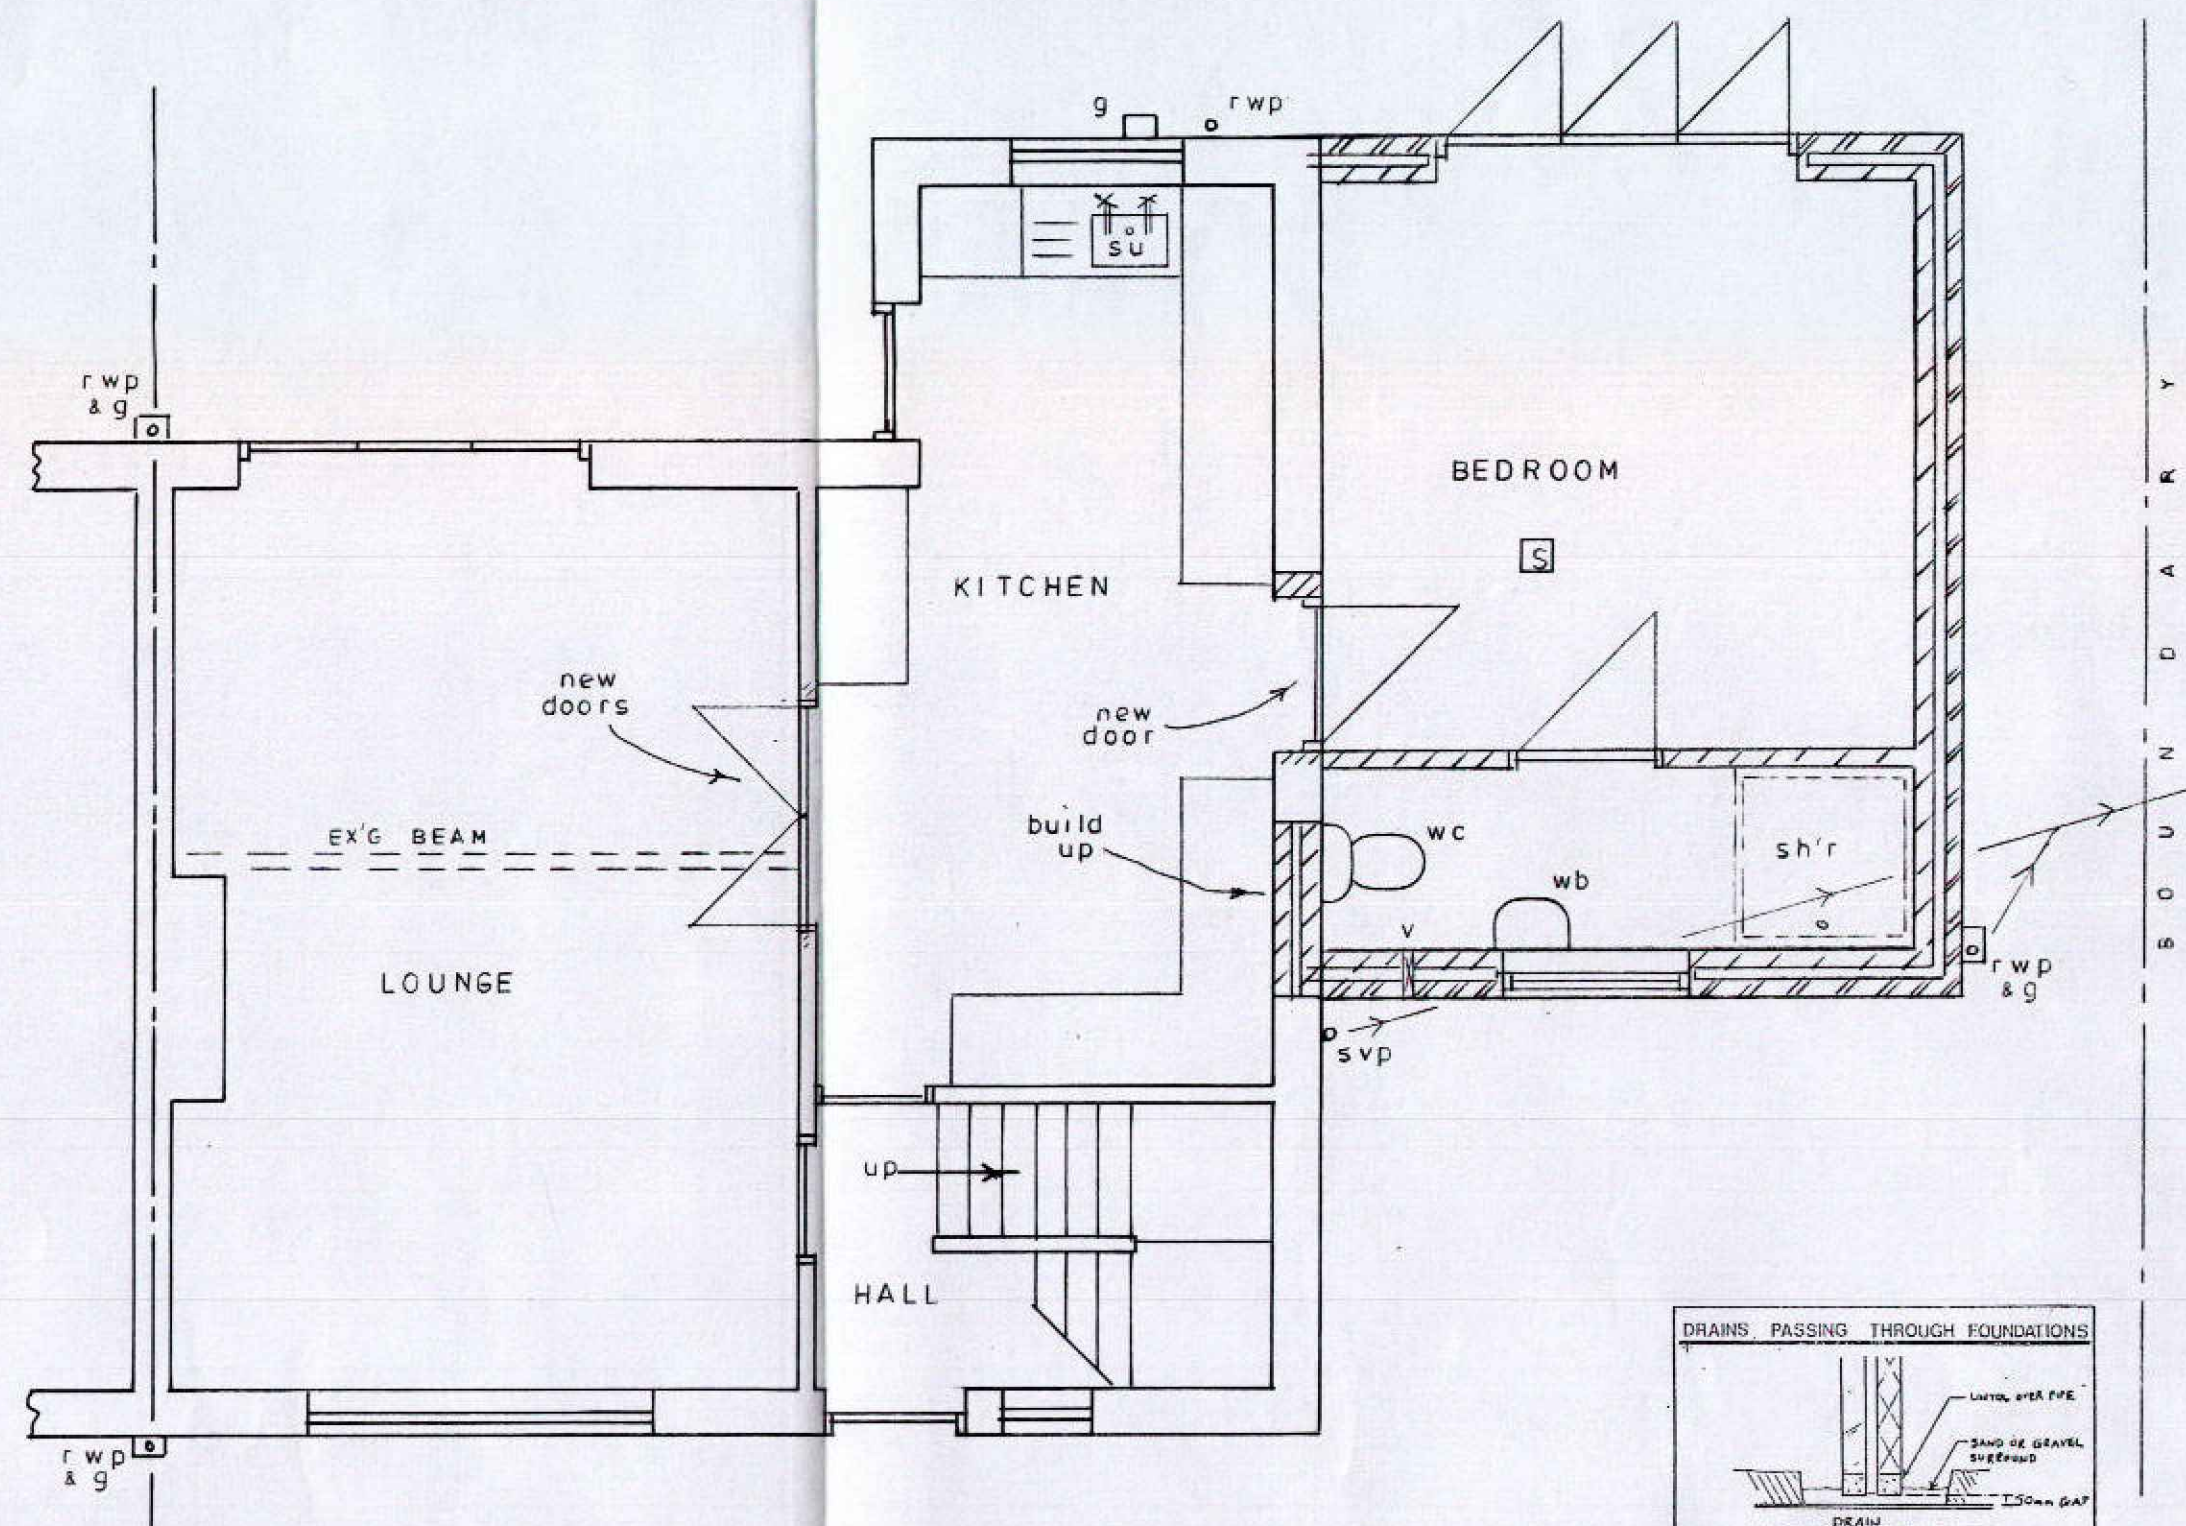 g
rwp
su
rwp
& g
BEDROOM
S
KITCHEN
new
doors
new
door
EX'G BEAM
build
up
wc
wb
sh'r
v
LOUNGE
rwp
& g
svp
BOUNDARY
up
HALL
rwp
& g
DRAINS PASSING THROUGH FOUNDATIONS
LINTOL OVER PIPE
SAND OR GRAVEL
SURROUND
50mm GAP
DRAIN